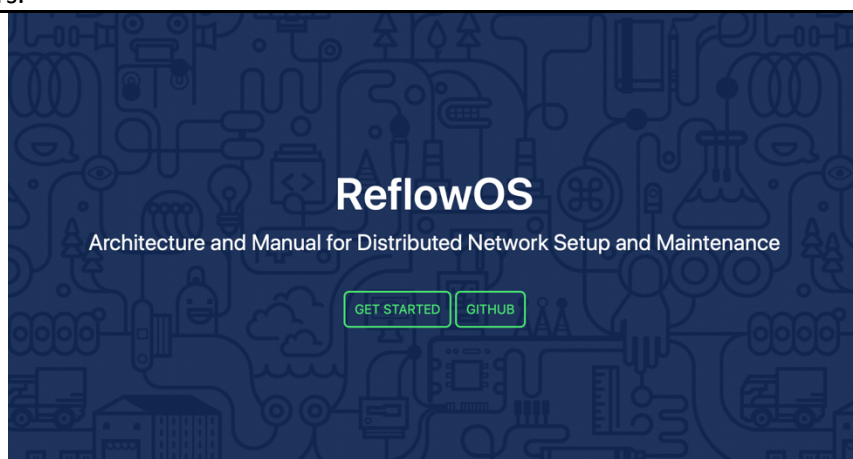 ReflowOS
Architecture and Manual for Distributed Network Setup and Maintenance
GET STARTED GITHUB